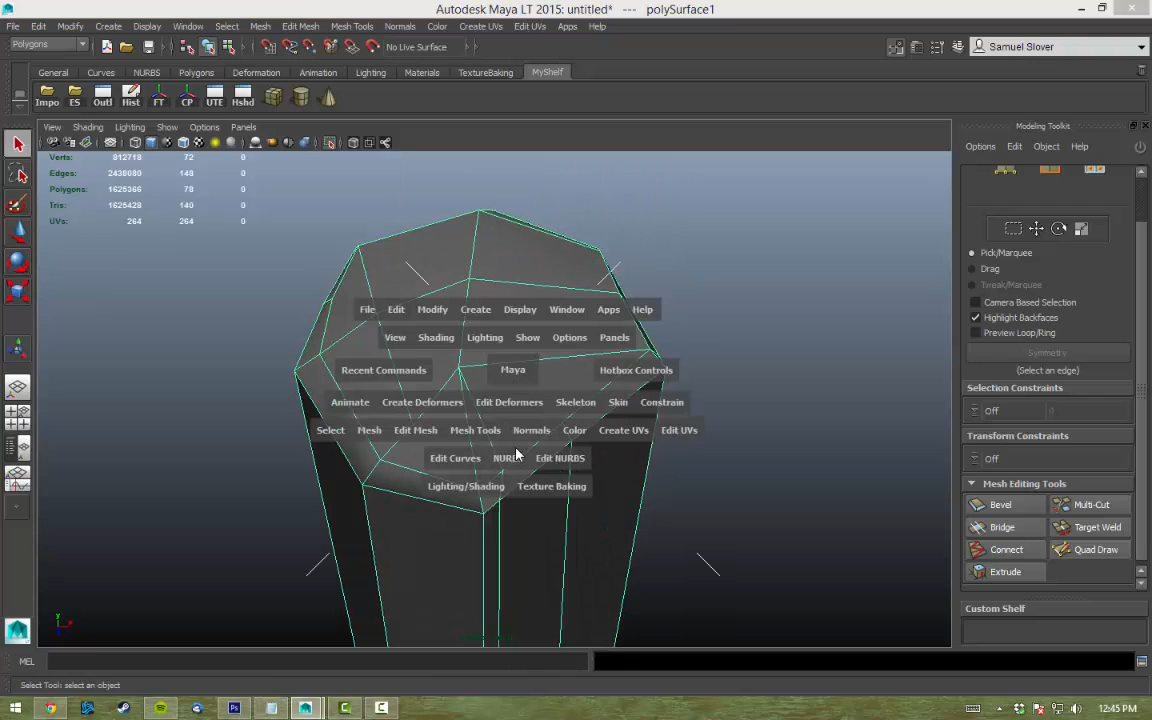 Autodesk Maya LT 2015: untitled* --- polySurface1
File Edit Modify Create Display Window Select Mesh Edit Mesh Mesh Tools Normals Color Create UVs Edit UVs Apps Help
Polygons No Live Surface Samuel Slover
General Curves NURBS Polygons Deformation Animation Lighting Materials TextureBaking MyShelf
Impo ES Outl Hist FT CP UTE Hshd
View Shading Lighting Show Options Panels
Modeling Toolkit
Options Edit Object Help
Verts: 812718 72 0
Edges: 2438080 148 0
Polygons: 1625366 78 0
Tris: 1625428 140 0
UVs: 264 264 0
Pick/Marquee
Drag
Tweak/Marquee
Camera Based Selection
Highlight Backfaces
Preview Loop/Ring
Symmetry
(Select an edge)
Selection Constraints
Off 0
Transform Constraints
Off
Mesh Editing Tools
Bevel Multi-Cut
Bridge Target Weld
Connect Quad Draw
Extrude
Custom Shelf
File Edit Modify Create Display Window Apps Help
View Shading Lighting Show Options Panels
Recent Commands Maya Hotbox Controls
Animate Create Deformers Edit Deformers Skeleton Skin Constrain
Select Mesh Edit Mesh Mesh Tools Normals Color Create UVs Edit UVs
Edit Curves Edit NURBS
Lighting/Shading Texture Baking
y
MEL
Select Tool: select an object
12:45 PM